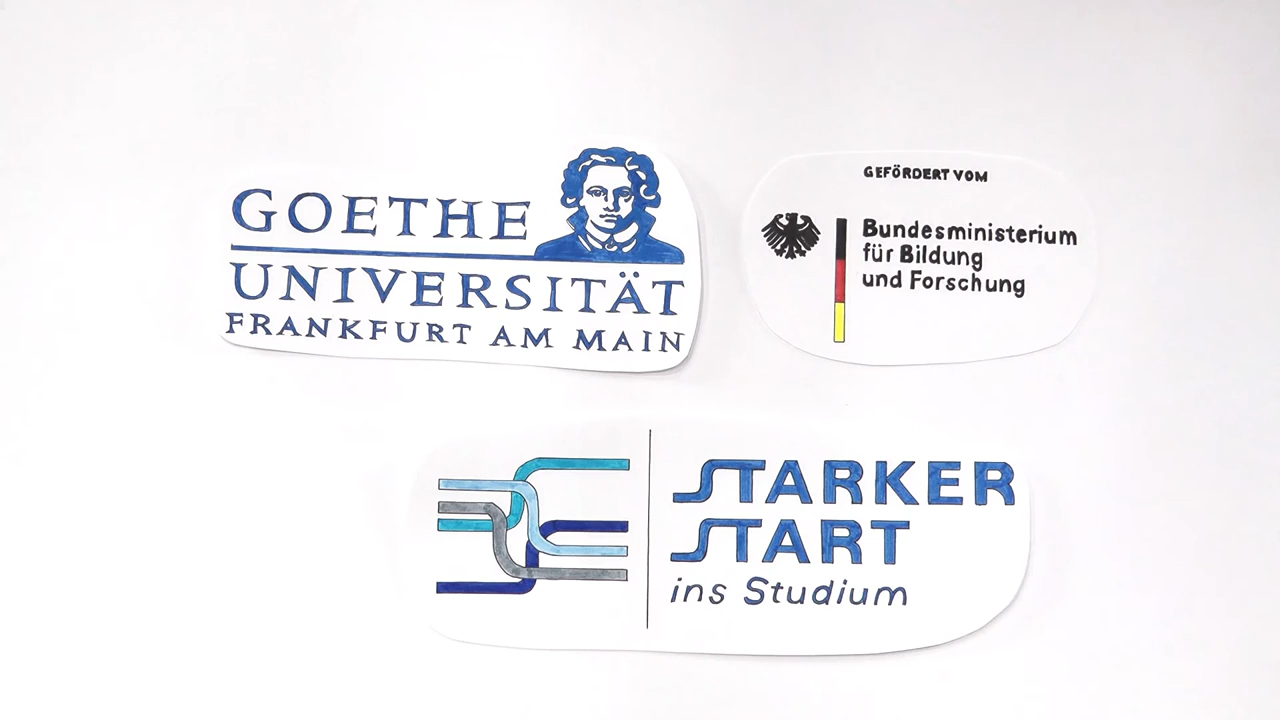 GOETHE
UNIVERSITÄT
FRANKFURT AM MAIN
GEFÖRDERT VOM
Bundesministerium
für Bildung
und Forschung
STARKER
START
ins Studium